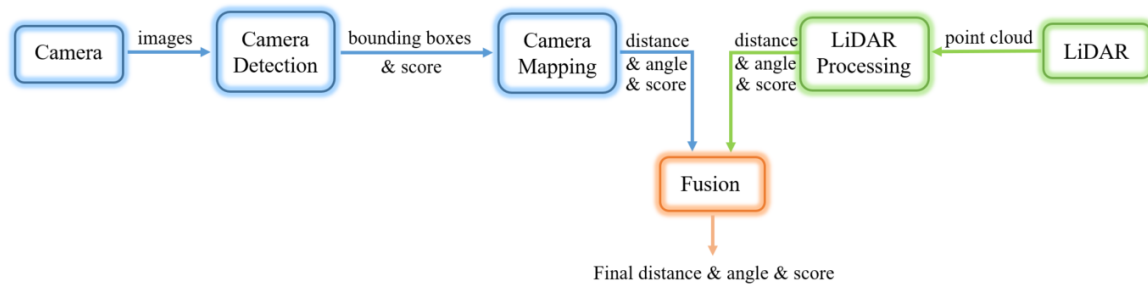 Camera
images
Camera
Detection
bounding boxes
& score
Camera
Mapping
distance
& angle
& score
distance
& angle
& score
LiDAR
Processing
point cloud
LiDAR
Fusion
Final distance & angle & score